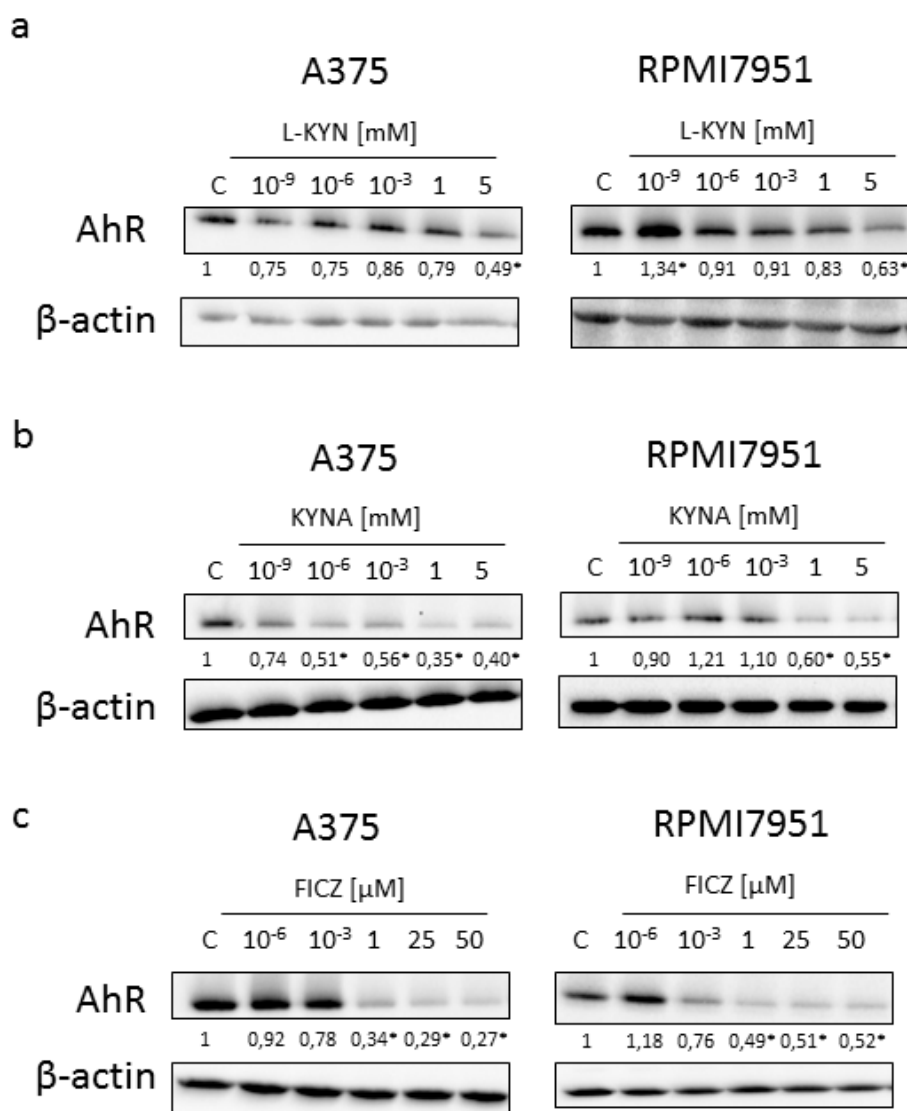 a
A375 RPMI7951
L-KYN [mM] L-KYN [mM]
C 10⁻⁹ 10⁻⁶ 10⁻³ 1 5 C 10⁻⁹ 10⁻⁶ 10⁻³ 1 5
AhR
1 0,75 0,75 0,86 0,79 0,49* 1 1,34* 0,91 0,91 0,83 0,63*
β-actin
b
A375 RPMI7951
KYNA [mM] KYNA [mM]
C 10⁻⁹ 10⁻⁶ 10⁻³ 1 5 C 10⁻⁹ 10⁻⁶ 10⁻³ 1 5
AhR
1 0,74 0,51* 0,56* 0,35* 0,40* 1 0,90 1,21 1,10 0,60* 0,55*
β-actin
c
A375 RPMI7951
FICZ [μM] FICZ [μM]
C 10⁻⁶ 10⁻³ 1 25 50 C 10⁻⁶ 10⁻³ 1 25 50
AhR
1 0,92 0,78 0,34* 0,29* 0,27* 1 1,18 0,76 0,49* 0,51* 0,52*
β-actin